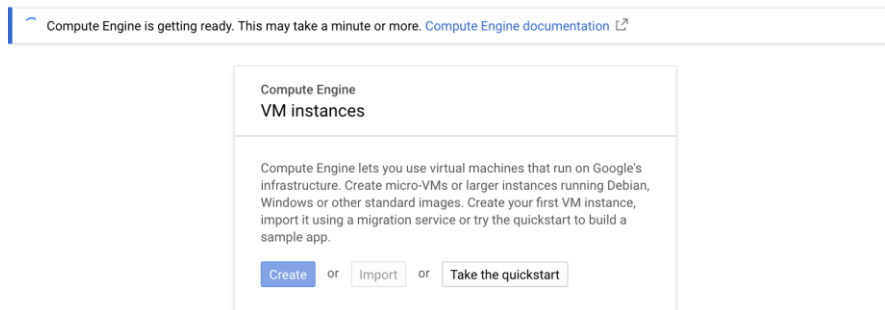 Compute Engine is getting ready. This may take a minute or more. Compute Engine documentation
Compute Engine
VM instances
Compute Engine lets you use virtual machines that run on Google's
infrastructure. Create micro-VMs or larger instances running Debian,
Windows or other standard images. Create your first VM instance,
import it using a migration service or try the quickstart to build a
sample app.
Create or Import or Take the quickstart